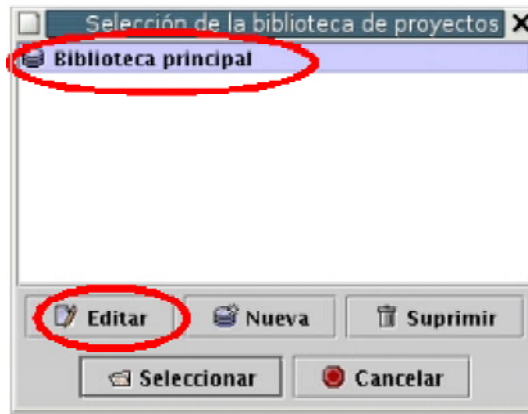 Selección de la biblioteca de proyectos
Biblioteca principal
Editar
Nueva
Suprimir
Seleccionar
Cancelar